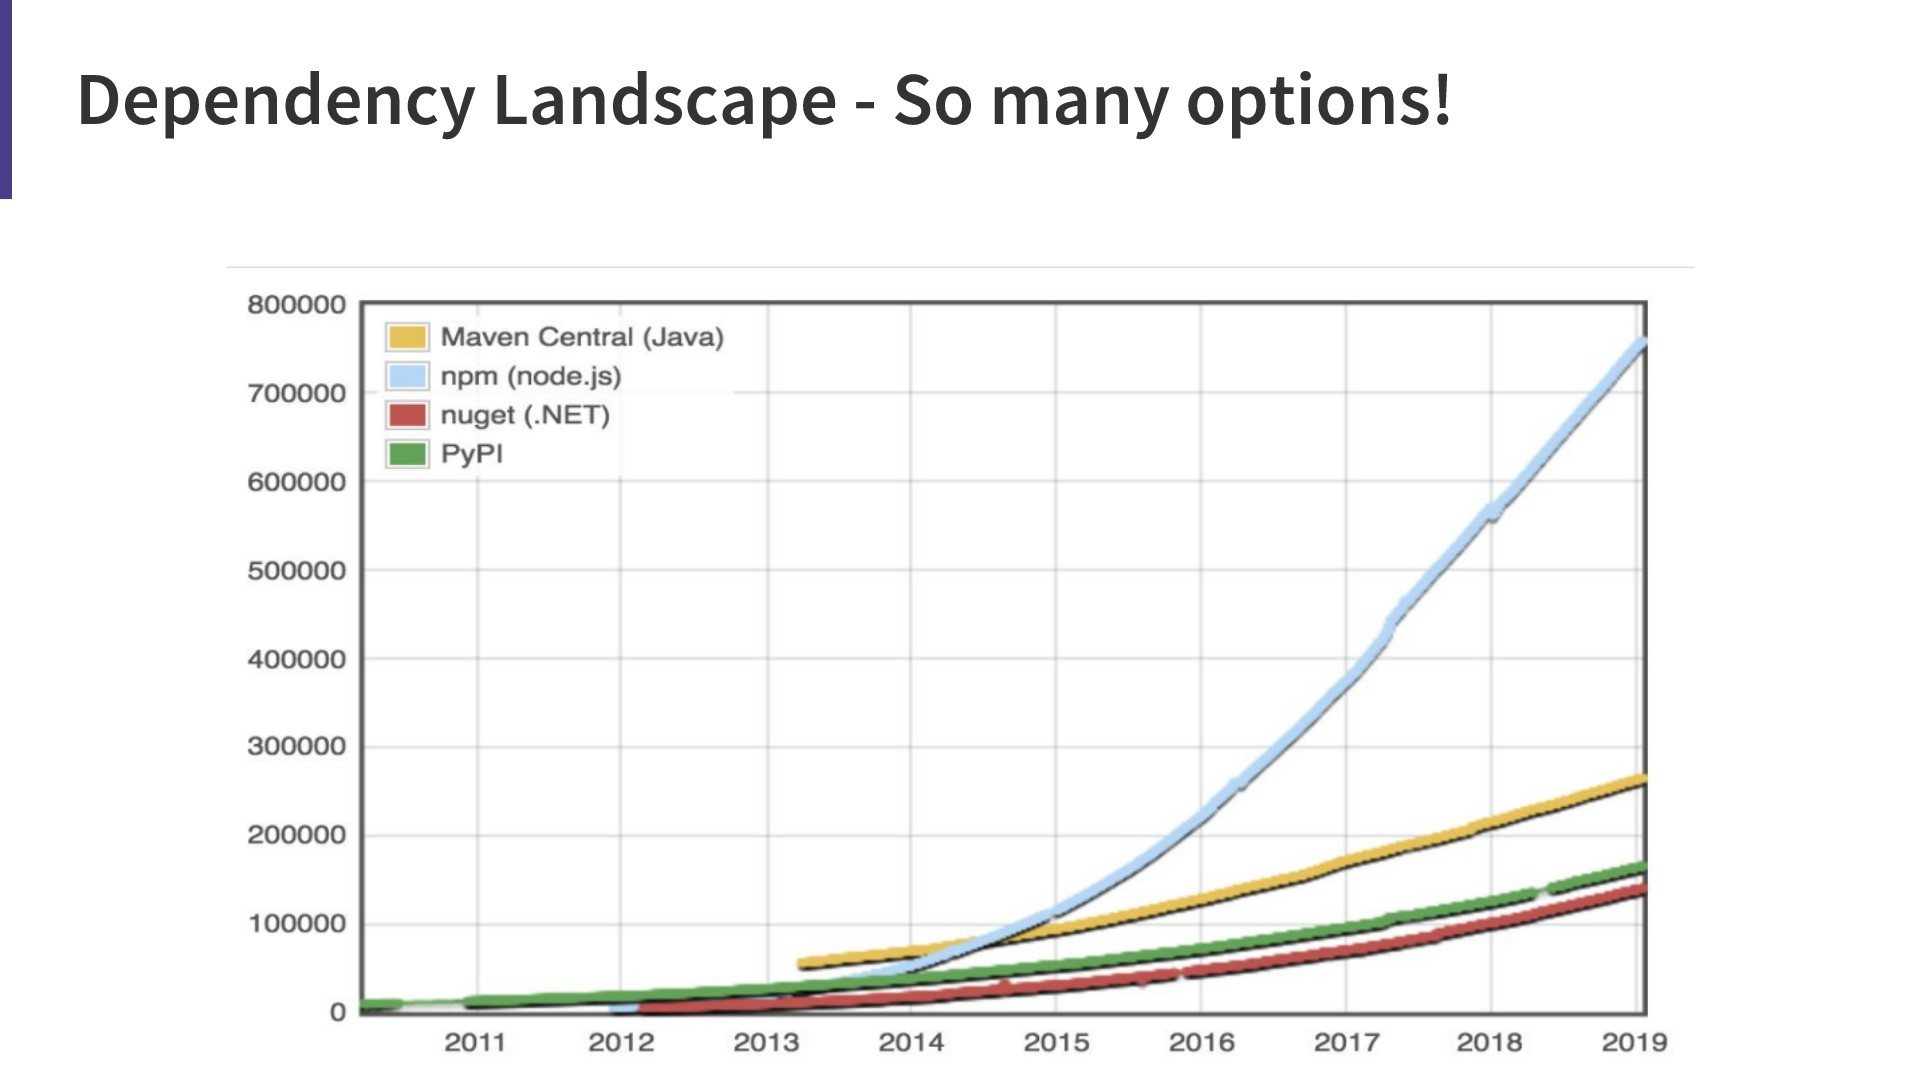 Dependency Landscape - So many options!
800000
700000
600000
500000
400000
300000
200000
100000
0
Maven Central (Java)
npm (node.js)
nuget (.NET)
PyPI
2011 2012 2013 2014 2015 2016 2017 2018 2019